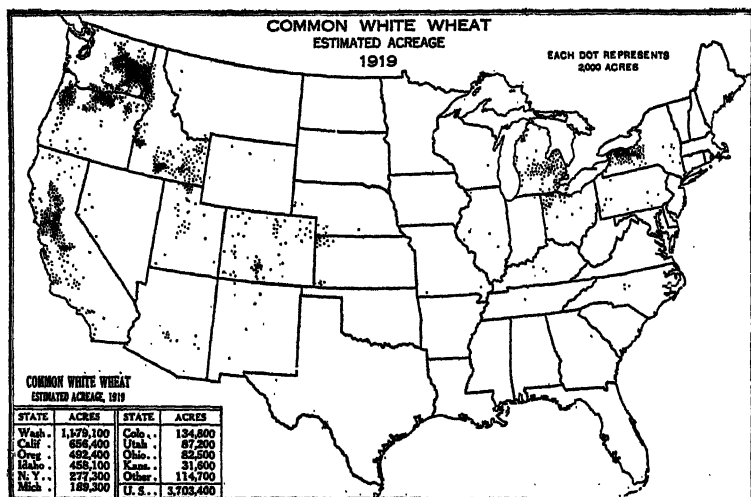 COMMON WHITE WHEAT
ESTIMATED ACREAGE
1919
EACH DOT REPRESENTS
2,000 ACRES
COMMON WHITE WHEAT
ESTIMATED ACREAGE, 1919
STATE ACRES STATE ACRES
Wash. 1,179,100 Colo.. 134,800
Calif . 656,400 Utah . 87,200
Oreg . 492,400 Ohio.. 82,500
Idaho. 458,100 Kans.. 31,600
N. Y.. 277,300 Other. 114,700
Mich . 189,300 U. S... 3,703,400